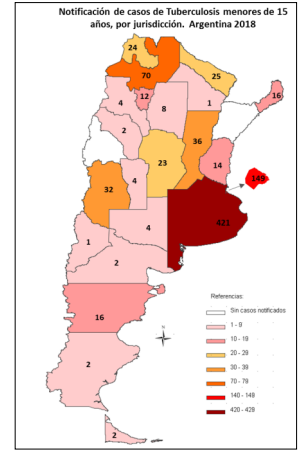 Notificación de casos de Tuberculosis menores de 15
años, por jurisdicción. Argentina 2018
24
70
25
16
4
12
8
1
2
36
14
23
4
149
32
421
4
1
2
16
N
2
2
Referencias:
Sin casos notificados
1 - 9
10 - 19
20 - 29
30 - 39
70 - 79
140 - 149
420 - 429